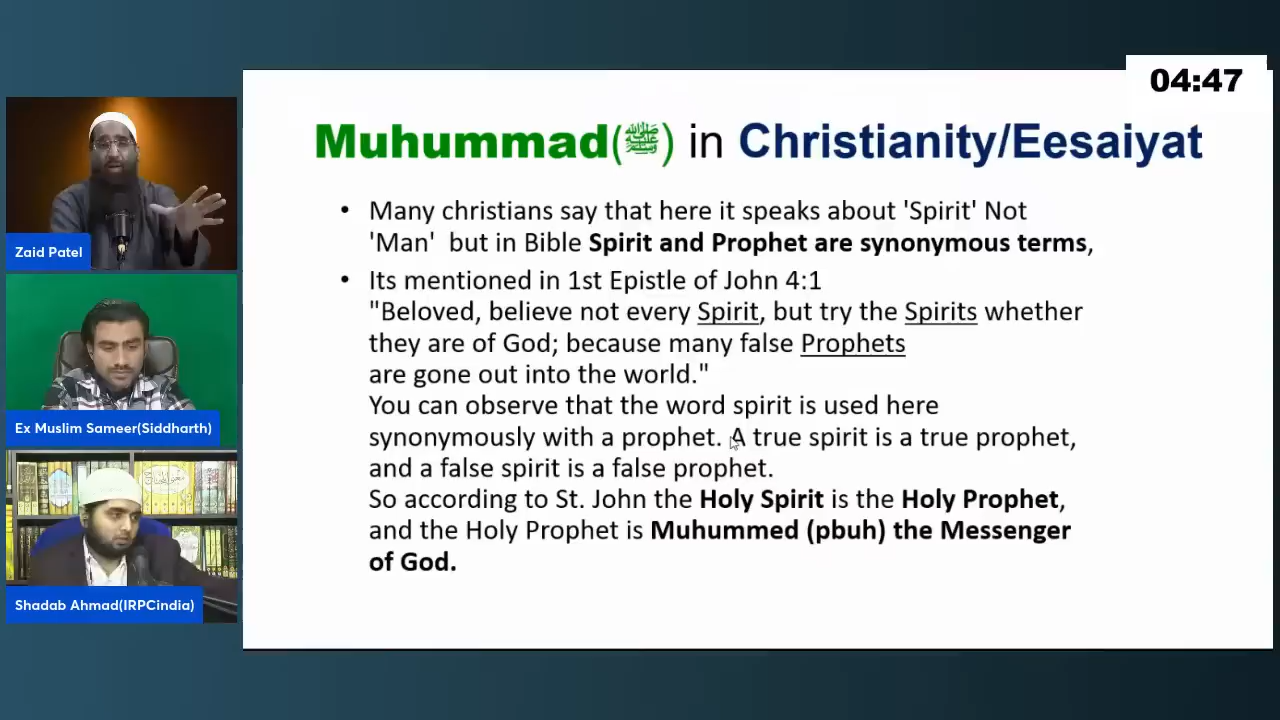 04:47
Muhummad(ﷺ) in Christianity/Eesaiyat
• Many christians say that here it speaks about 'Spirit' Not
'Man' but in Bible Spirit and Prophet are synonymous terms,
• Its mentioned in 1st Epistle of John 4:1
"Beloved, believe not every Spirit, but try the Spirits whether
they are of God; because many false Prophets
are gone out into the world."
You can observe that the word spirit is used here
synonymously with a prophet. A true spirit is a true prophet,
and a false spirit is a false prophet.
So according to St. John the Holy Spirit is the Holy Prophet,
and the Holy Prophet is Muhummed (pbuh) the Messenger
of God.
Zaid Patel
Ex Muslim Sameer(Siddharth)
Shadab Ahmad(IRPCindia)